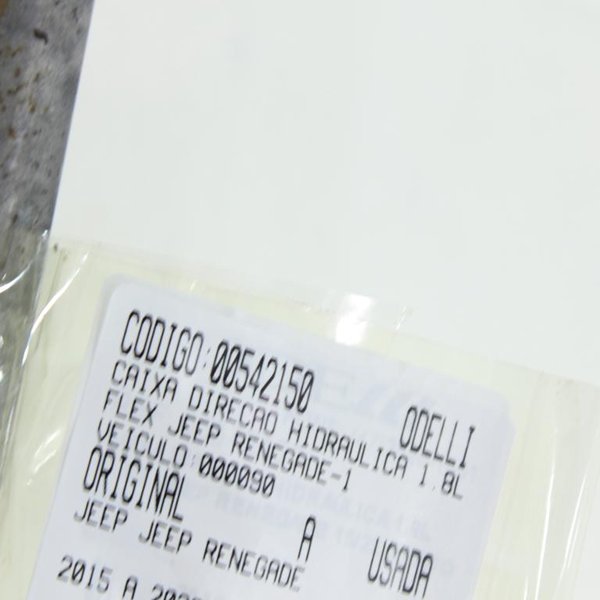 CODIGO:00542150 ODELLI
CAIXA DIRECAO HIDRAULICA 1.8L
FLEX JEEP RENEGADE-1
VEICULO:000090
ORIGINAL A USADA
JEEP JEEP RENEGADE
2015 A